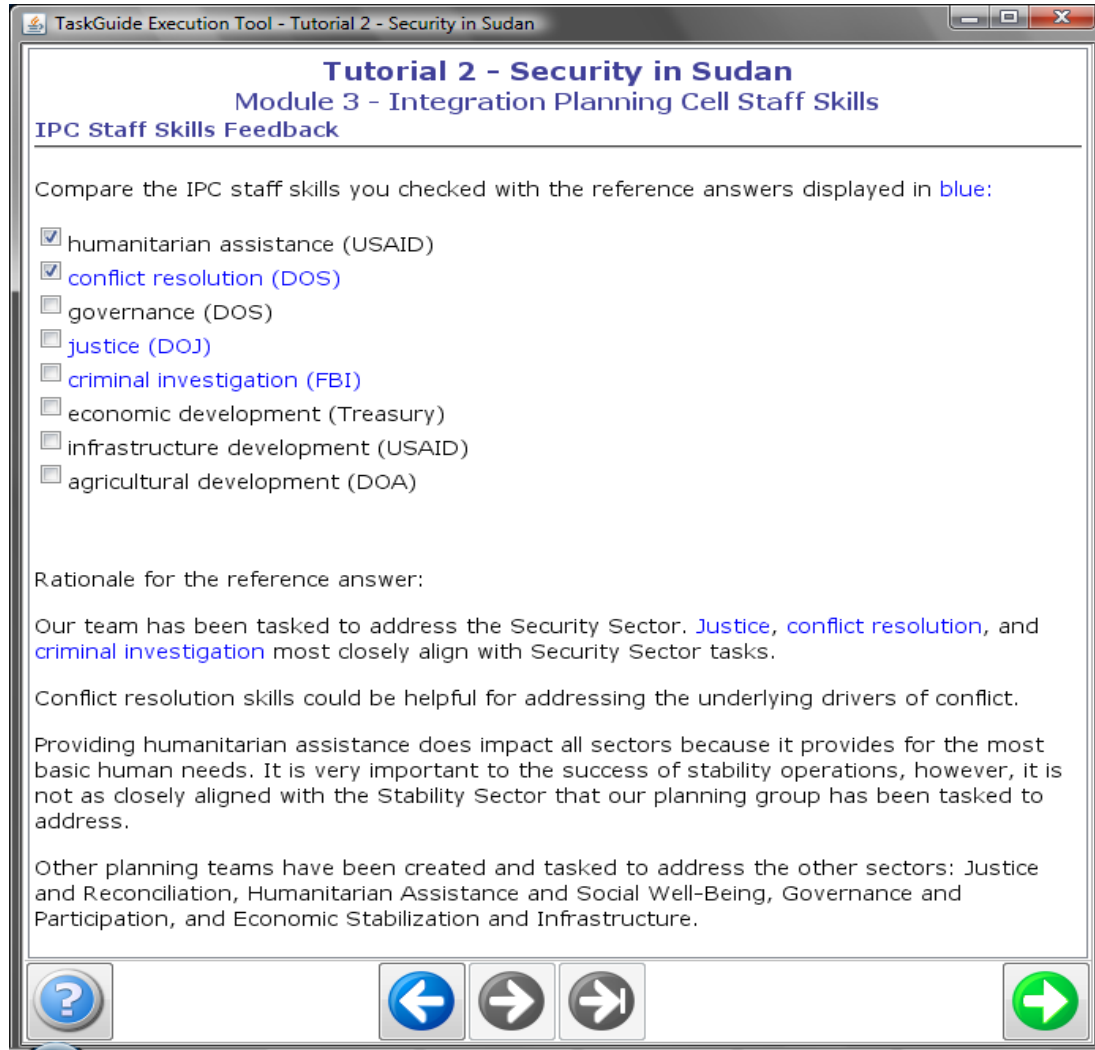 TaskGuide Execution Tool - Tutorial 2 - Security in Sudan
Tutorial 2 - Security in Sudan
Module 3 - Integration Planning Cell Staff Skills
IPC Staff Skills Feedback
Compare the IPC staff skills you checked with the reference answers displayed in blue:
humanitarian assistance (USAID)
conflict resolution (DOS)
governance (DOS)
justice (DOJ)
criminal investigation (FBI)
economic development (Treasury)
infrastructure development (USAID)
agricultural development (DOA)
Rationale for the reference answer:
Our team has been tasked to address the Security Sector. Justice, conflict resolution, and
criminal investigation most closely align with Security Sector tasks.
Conflict resolution skills could be helpful for addressing the underlying drivers of conflict.
Providing humanitarian assistance does impact all sectors because it provides for the most
basic human needs. It is very important to the success of stability operations, however, it is
not as closely aligned with the Stability Sector that our planning group has been tasked to
address.
Other planning teams have been created and tasked to address the other sectors: Justice
and Reconciliation, Humanitarian Assistance and Social Well-Being, Governance and
Participation, and Economic Stabilization and Infrastructure.
?